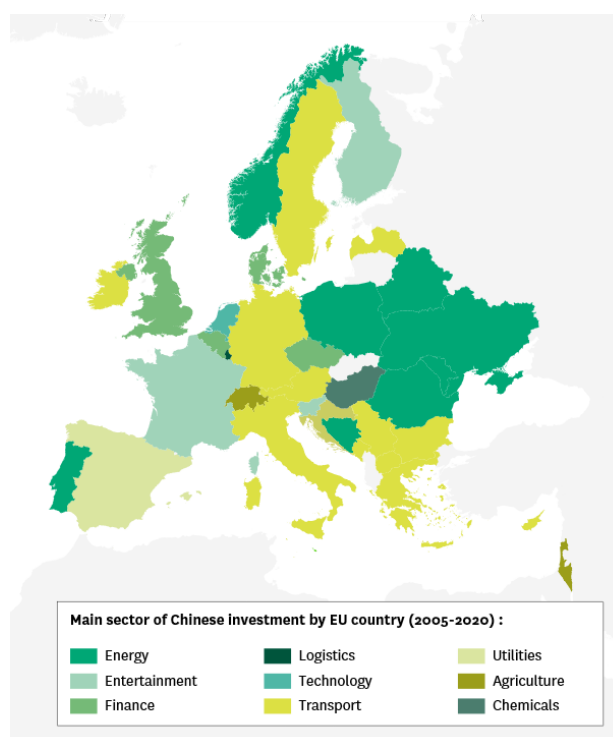 Main sector of Chinese investment by EU country (2005-2020) :
Energy
Logistics
Utilities
Entertainment
Technology
Agriculture
Finance
Transport
Chemicals